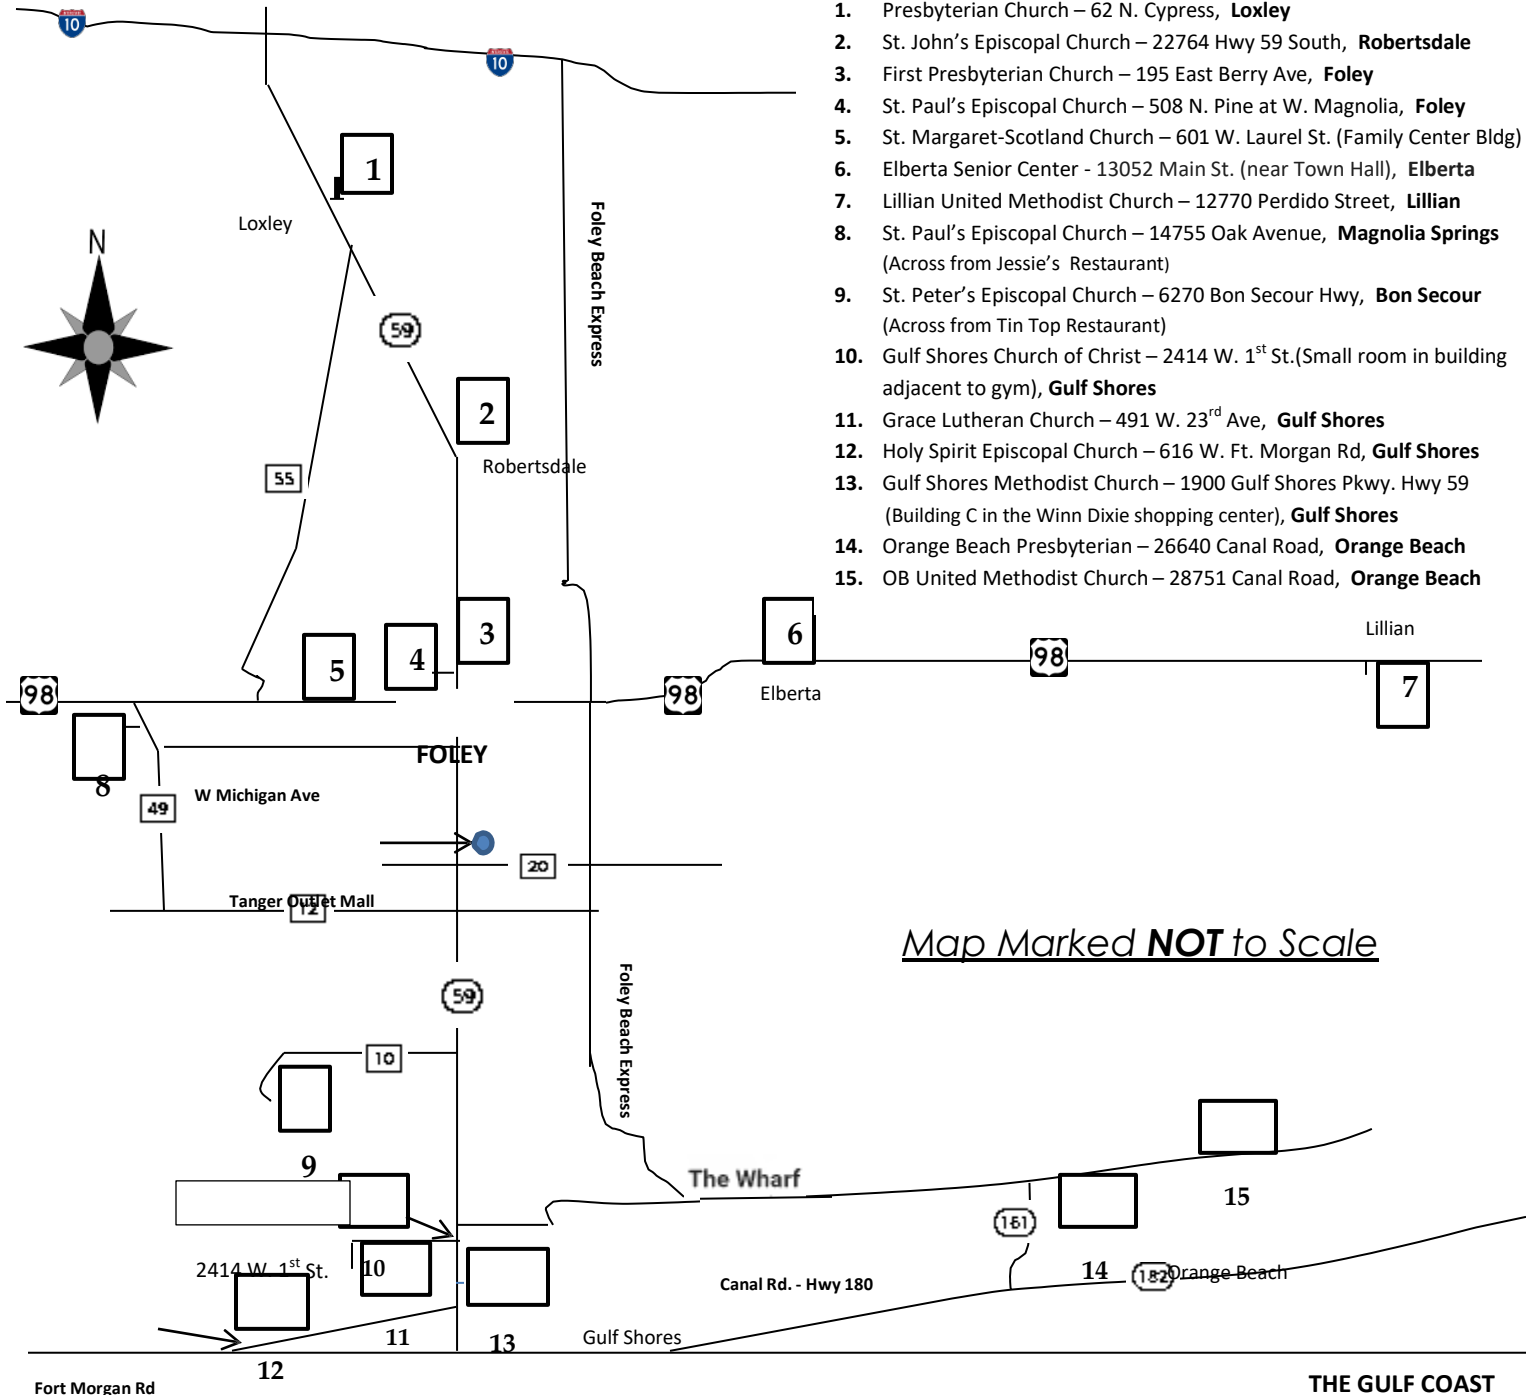 1. Presbyterian Church – 62 N. Cypress, Loxley
2. St. John’s Episcopal Church – 22764 Hwy 59 South, Robertsdale
3. First Presbyterian Church – 195 East Berry Ave, Foley
4. St. Paul’s Episcopal Church – 508 N. Pine at W. Magnolia, Foley
5. St. Margaret-Scotland Church – 601 W. Laurel St. (Family Center Bldg)
6. Elberta Senior Center - 13052 Main St. (near Town Hall), Elberta
7. Lillian United Methodist Church – 12770 Perdido Street, Lillian
8. St. Paul’s Episcopal Church – 14755 Oak Avenue, Magnolia Springs
(Across from Jessie’s Restaurant)
9. St. Peter’s Episcopal Church – 6270 Bon Secour Hwy, Bon Secour
(Across from Tin Top Restaurant)
10. Gulf Shores Church of Christ – 2414 W. 1st St.(Small room in building
adjacent to gym), Gulf Shores
11. Grace Lutheran Church – 491 W. 23rd Ave, Gulf Shores
12. Holy Spirit Episcopal Church – 616 W. Ft. Morgan Rd, Gulf Shores
13. Gulf Shores Methodist Church – 1900 Gulf Shores Pkwy. Hwy 59
(Building C in the Winn Dixie shopping center), Gulf Shores
14. Orange Beach Presbyterian – 26640 Canal Road, Orange Beach
15. OB United Methodist Church – 28751 Canal Road, Orange Beach
10
10
1
Loxley
Foley Beach Express
N
59
2
Robertsdale
55
3
4
5
6
Lillian
98
98
98
Elberta
7
FOLEY
8
49
W Michigan Ave
20
Tanger Outlet Mall
12
Map Marked NOT to Scale
59
Foley Beach Express
10
9
The Wharf
15
161
2414 W. 1st St.
10
14
182
Orange Beach
Canal Rd. - Hwy 180
11
13
Gulf Shores
12
Fort Morgan Rd
THE GULF COAST